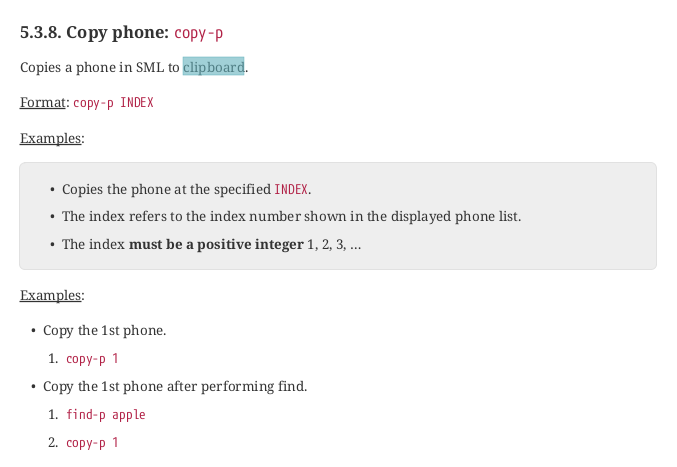 5.3.8. Copy phone: copy-p
Copies a phone in SML to clipboard.
Format: copy-p INDEX
Examples:
• Copies the phone at the specified INDEX.
• The index refers to the index number shown in the displayed phone list.
• The index must be a positive integer 1, 2, 3, …
Examples:
• Copy the 1st phone.
1. copy-p 1
• Copy the 1st phone after performing find.
1. find-p apple
2. copy-p 1